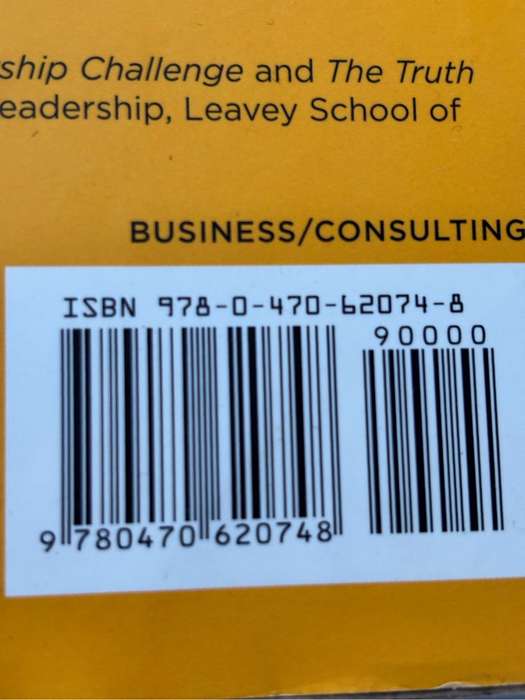 ship Challenge and The Truth
eadership, Leavey School of
BUSINESS/CONSULTING
ISBN 978-0-470-62074-8
90000
9 780470 620748